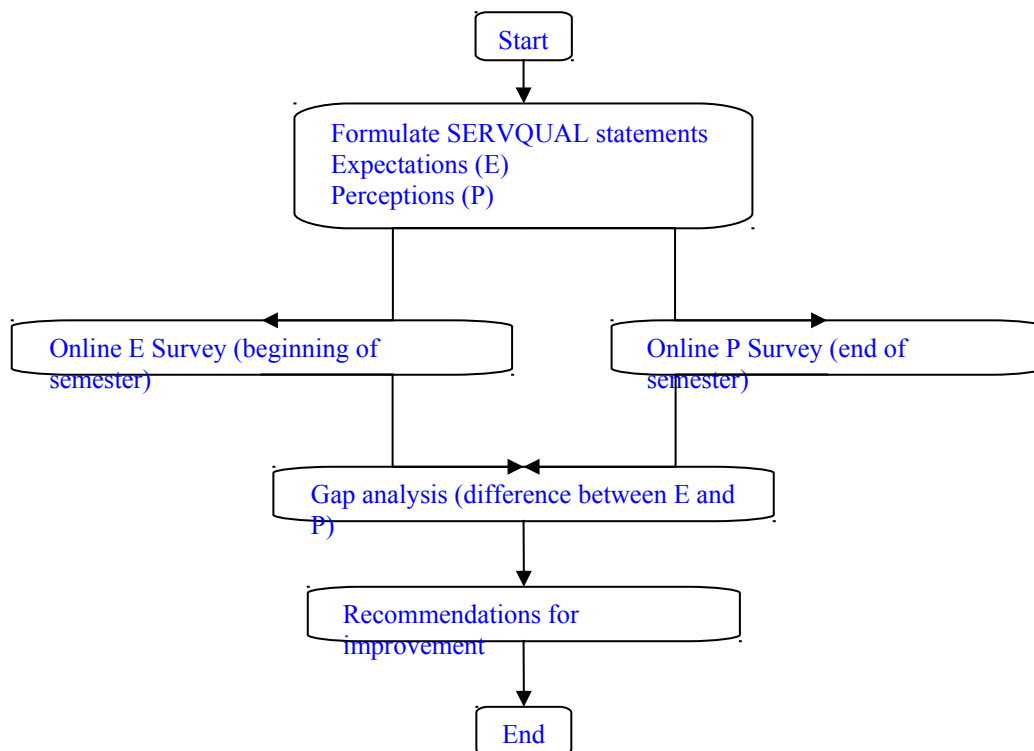 Start
Formulate SERVQUAL statements
Expectations (E)
Perceptions (P)
Online E Survey (beginning of
semester)
Online P Survey (end of
semester)
Gap analysis (difference between E and
P)
Recommendations for
improvement
End